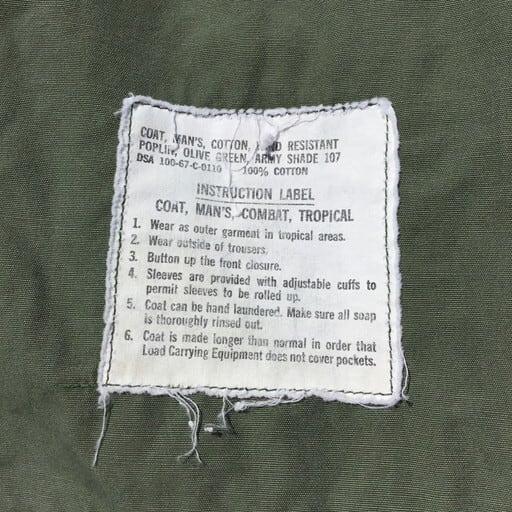 COAT, MAN'S, COTTON, RESISTANT
POPLIN, OLIVE GREEN, ARMY SHADE 107
DSA 100-67-C-0110 100% COTTON
INSTRUCTION LABEL
COAT, MAN'S, COMBAT, TROPICAL
1. Wear as outer garment in tropical areas.
2. Wear outside of trousers.
3. Button up the front closure.
4. Sleeves are provided with adjustable cuffs to
permit sleeves to be rolled up.
5. Coat can be hand laundered. Make sure all soap
is thoroughly rinsed out.
6. Coat is made longer than normal in order that
Load Carrying Equipment does not cover pockets.